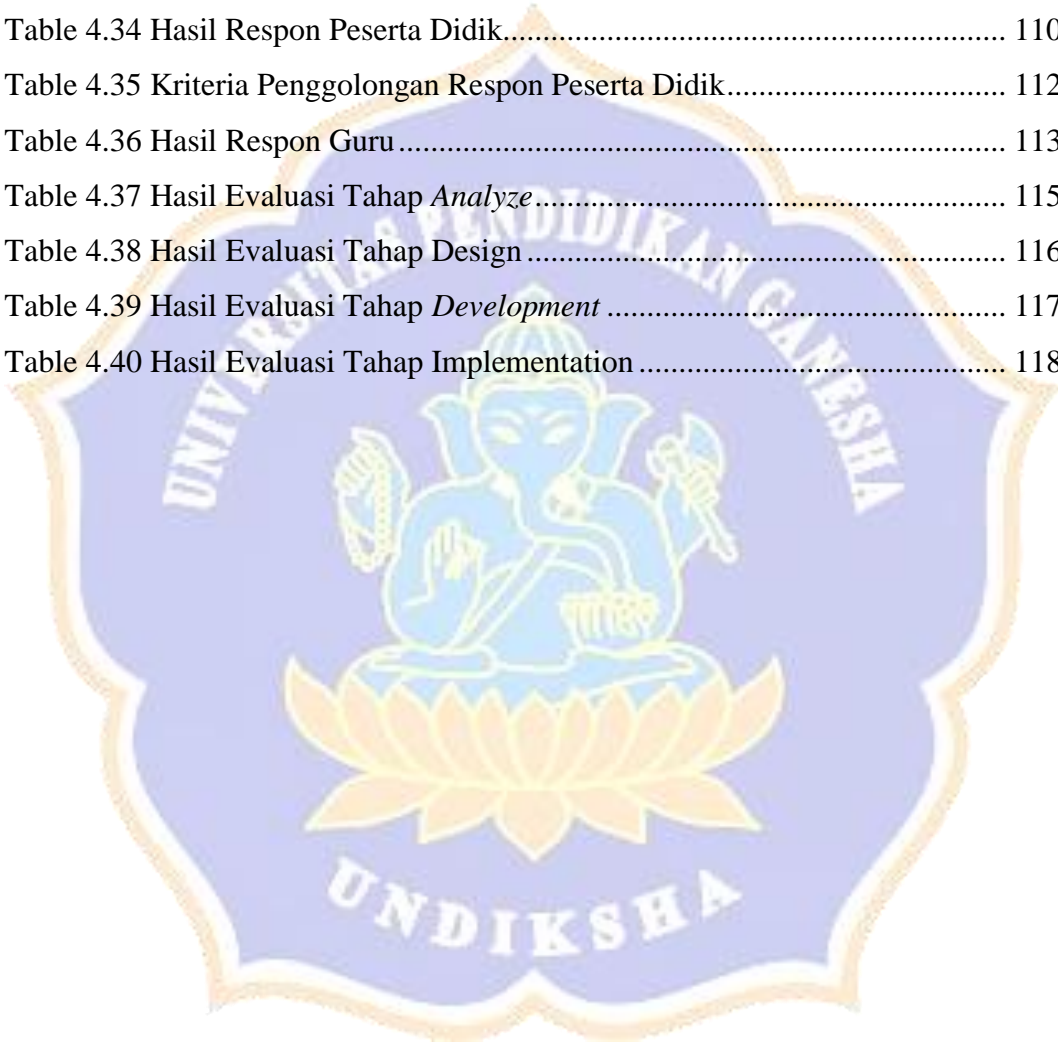 Table 4.34 Hasil Respon Peserta Didik.................................................................. 110
Table 4.35 Kriteria Penggolongan Respon Peserta Didik.................................... 112
Table 4.36 Hasil Respon Guru............................................................................... 113
Table 4.37 Hasil Evaluasi Tahap Analyze............................................................. 115
Table 4.38 Hasil Evaluasi Tahap Design.............................................................. 116
Table 4.39 Hasil Evaluasi Tahap Development.................................................... 117
Table 4.40 Hasil Evaluasi Tahap Implementation................................................ 118
UNIVERSITAS PENDIDIKAN GANESHA
UNDIKSHA